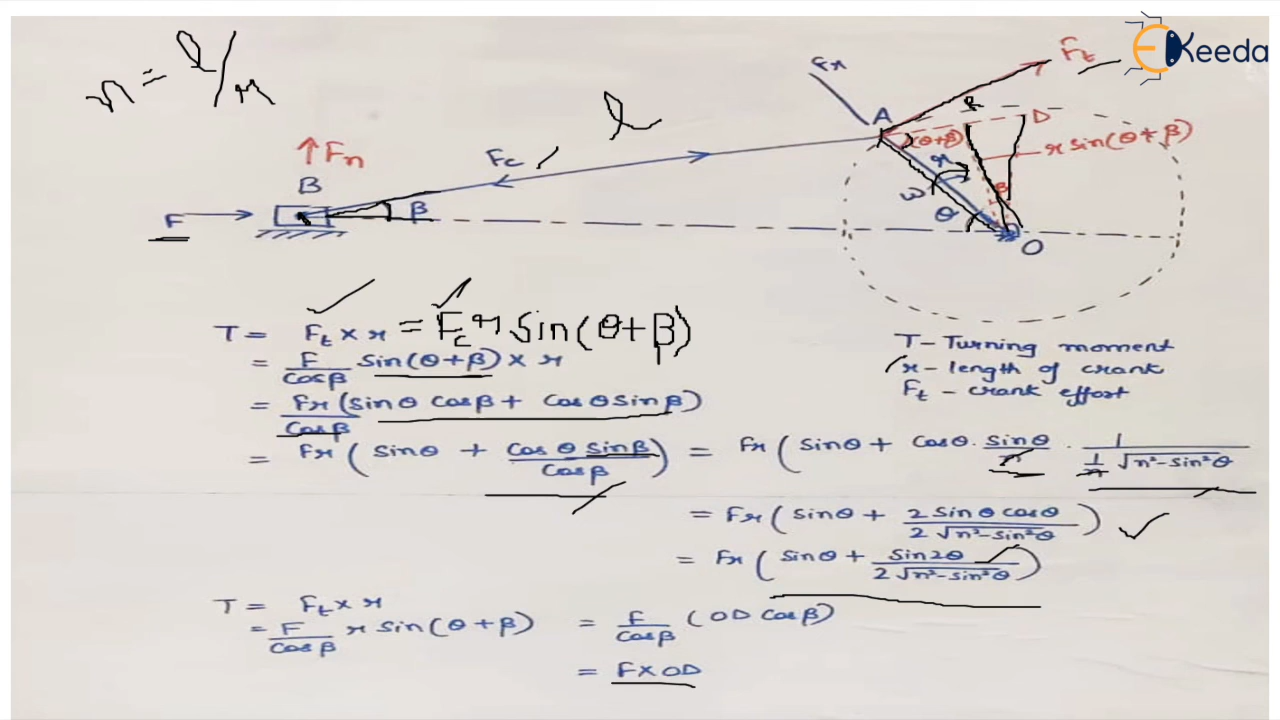 EKeeda
n = l/r
Fr
Ft
A
R
D
(θ+β)
r sin(θ+β)
l
Fc
Fn
B
β
F
r
ω
θ
β
O
T = Ft × r = Fc r Sin(θ+β)
= F/Cosβ sin(θ+β) × r
= Fr/Cosβ (sinθ cosβ + cosθ sinβ)
= Fr ( sinθ + cosθ sinβ/cosβ ) = Fr ( sinθ + cosθ. sinθ/n . 1/(1/n √n²-sin²θ)
= Fr ( sinθ + 2 sinθ cosθ/2√n²-sin²θ )
= Fr ( sinθ + sin2θ/2√n²-sin²θ )
T - Turning moment
r - length of crank
Ft - crank effort
T = Ft × r
= F/cosβ r sin(θ+β) = F/cosβ (OD cosβ)
= F×OD